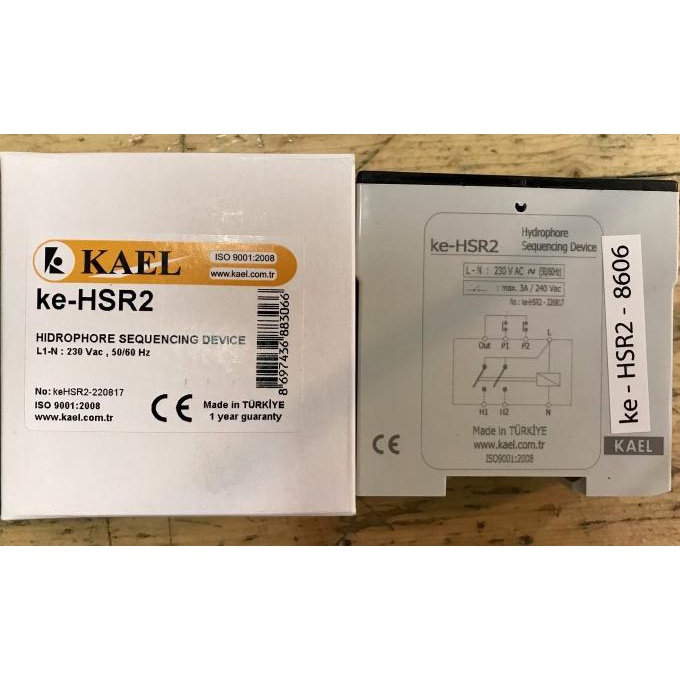 KAEL
ISO 9001:2008
www.kael.com.tr
ke-HSR2
HIDROPHORE SEQUENCING DEVICE
L1-N : 230 Vac , 50/60 Hz
8 697436 883066
No: keHSR2-220817
ISO 9001:2008
www.kael.com.tr
CE
Made in TÜRKİYE
1 year guaranty
ke-HSR2
Hydrophore
Sequencing Device
L - N : 230 V AC ~ (50/60Hz)
: max. 3A / 240 Vac
No : ke-HSR2 - 220817
L
Out P1 P2
H1 H2 N
Made in TÜRKİYE
www.kael.com.tr
ISO9001:2008
CE
KAEL
ke - HSR2 - 8606